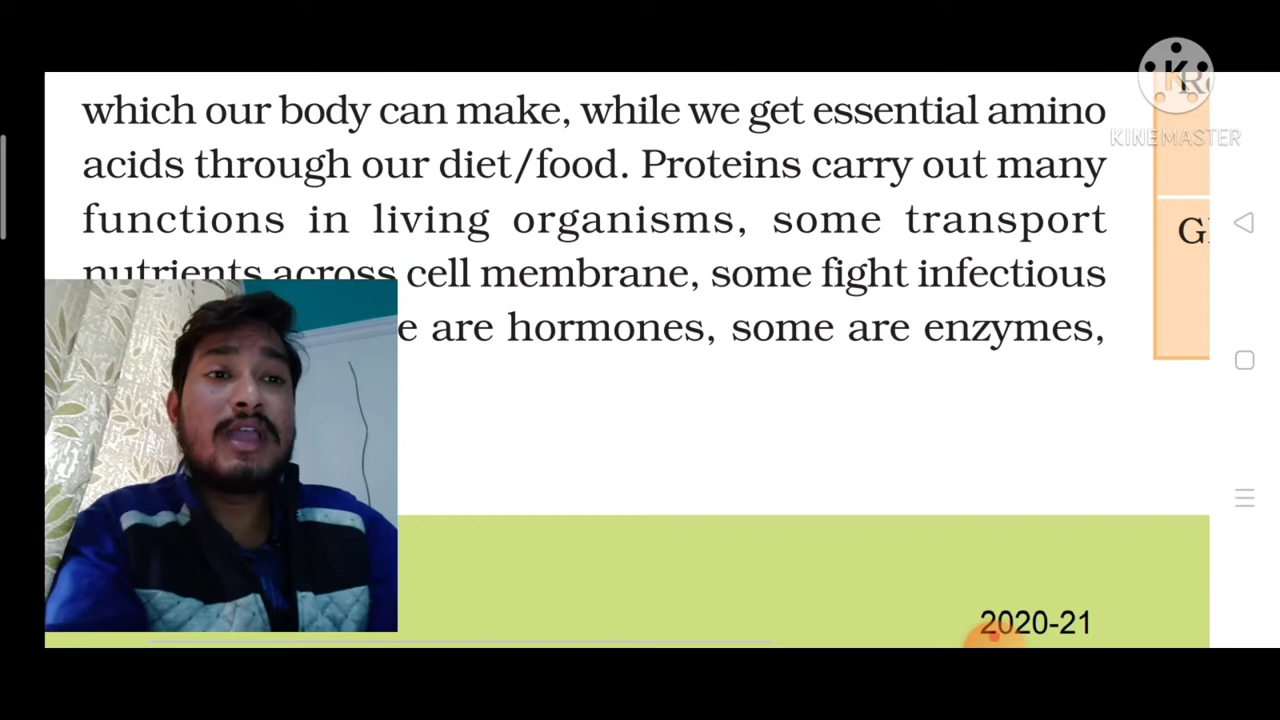 which our body can make, while we get essential amino
acids through our diet/food. Proteins carry out many
functions in living organisms, some transport
nutrients across cell membrane, some fight infectious
e are hormones, some are enzymes,
2020-21
KINEMASTER